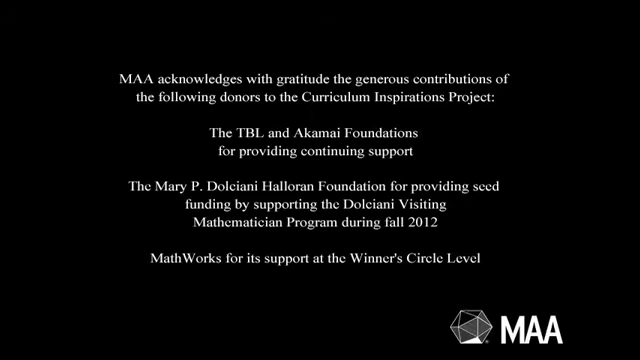 MAA acknowledges with gratitude the generous contributions of
the following donors to the Curriculum Inspirations Project:
The TBL and Akamai Foundations
for providing continuing support
The Mary P. Dolciani Halloran Foundation for providing seed
funding by supporting the Dolciani Visiting
Mathematician Program during fall 2012
MathWorks for its support at the Winner's Circle Level
MAA